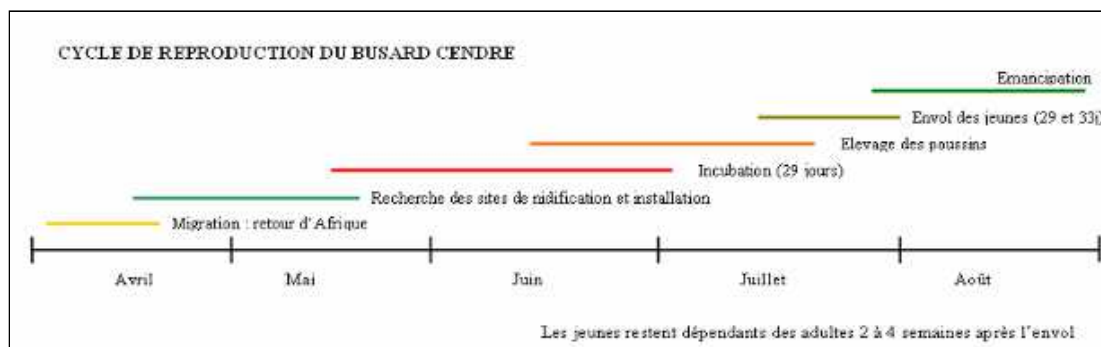 CYCLE DE REPRODUCTION DU BUSARD CENDRE
Emancipation
Envol des jeunes (29 et 33j)
Elevage des poussins
Incubation (29 jours)
Recherche des sites de nidification et installation
Migration : retour d'Afrique
Avril Mai Juin Juillet Août
Les jeunes restent dépendants des adultes 2 à 4 semaines après l'envol